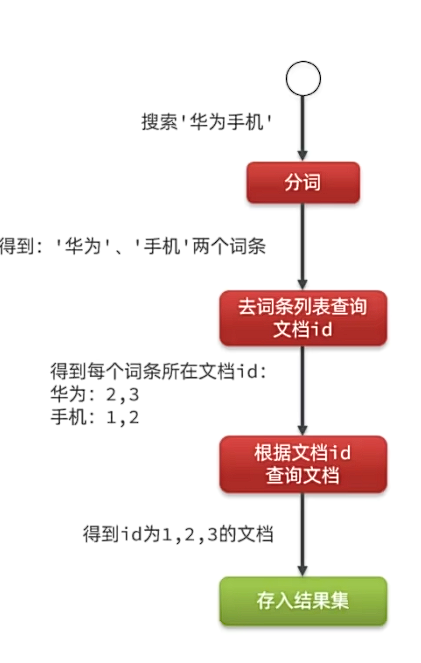 搜索'华为手机'
分词
得到：'华为'、'手机'两个词条
去词条列表查询
文档id
得到每个词条所在文档id：
华为：2,3
手机：1,2
根据文档id
查询文档
得到id为1,2,3的文档
存入结果集